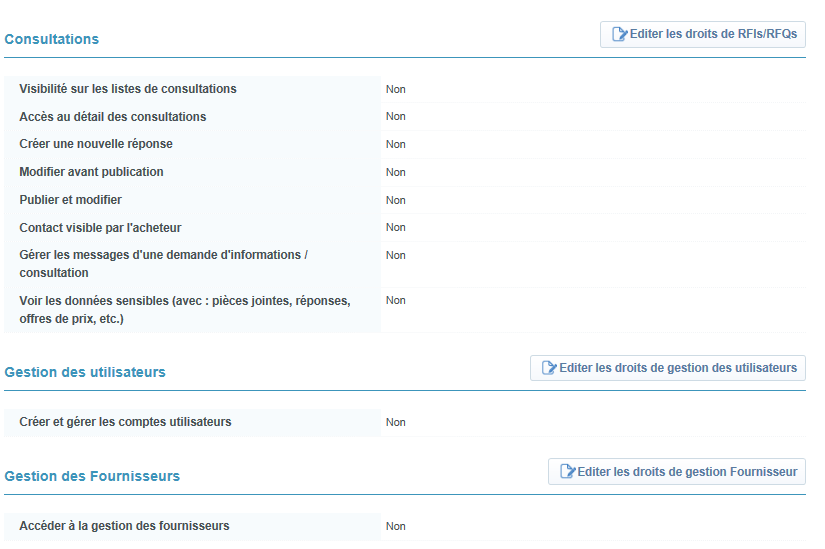 Consultations
Editer les droits de RFIs/RFQs
Visibilité sur les listes de consultations
Non
Accès au détail des consultations
Non
Créer une nouvelle réponse
Non
Modifier avant publication
Non
Publier et modifier
Non
Contact visible par l'acheteur
Non
Gérer les messages d'une demande d'informations /
consultation
Non
Voir les données sensibles (avec : pièces jointes, réponses,
offres de prix, etc.)
Non
Gestion des utilisateurs
Editer les droits de gestion des utilisateurs
Créer et gérer les comptes utilisateurs
Non
Gestion des Fournisseurs
Editer les droits de gestion Fournisseur
Accéder à la gestion des fournisseurs
Non